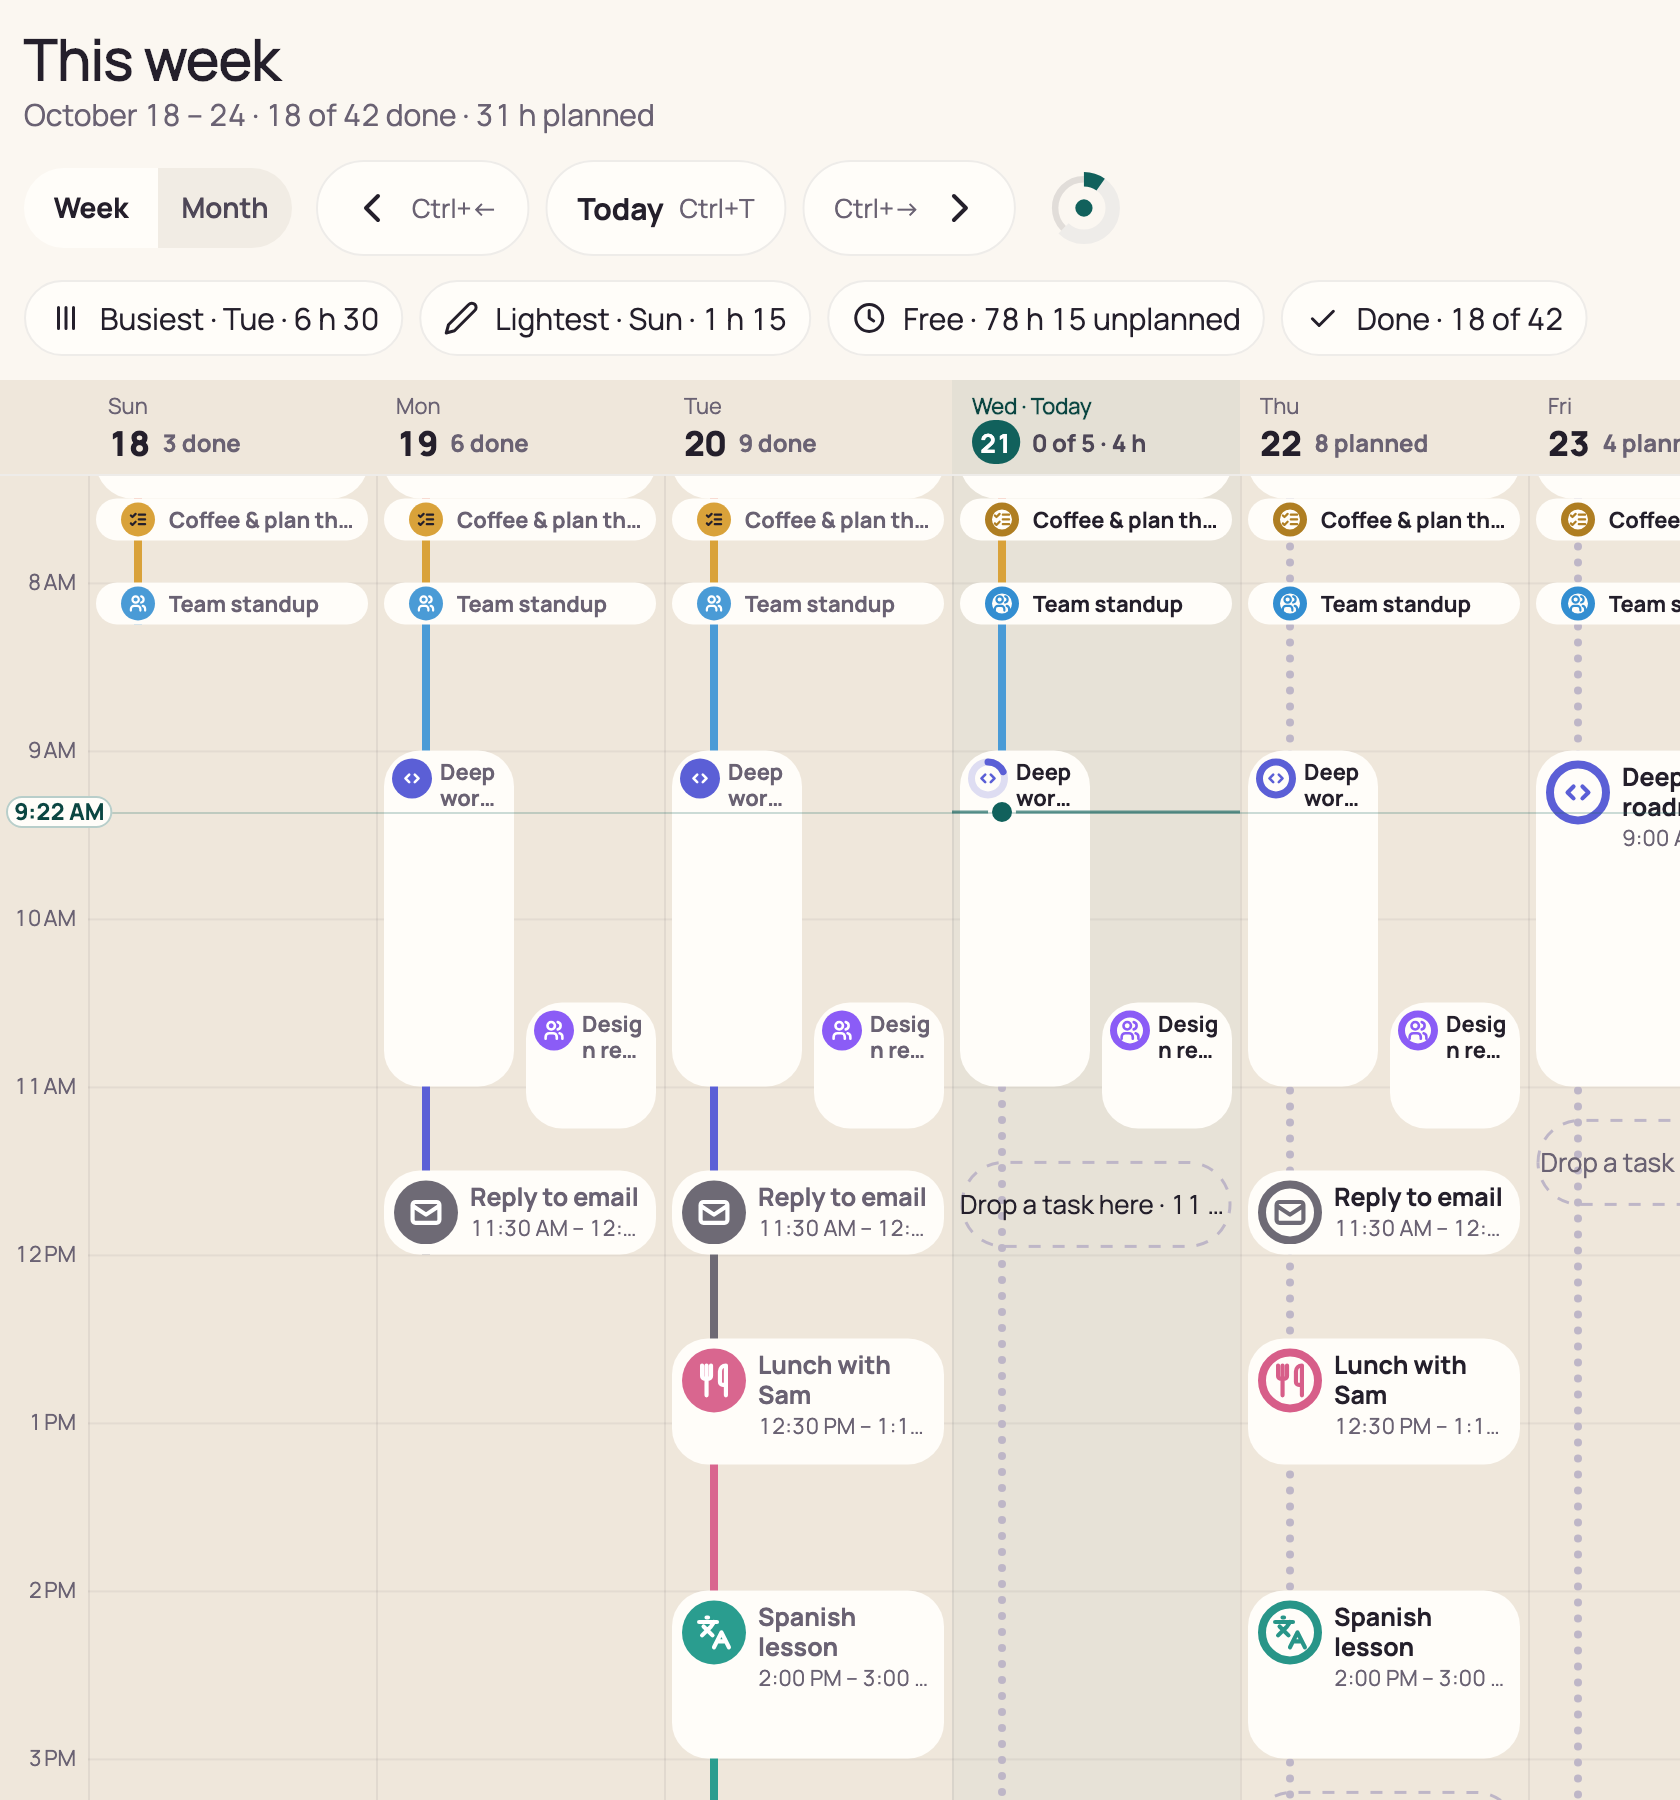 This week
October 18 – 24 · 18 of 42 done · 31 h planned
Week Month Ctrl+← Today Ctrl+T Ctrl+→
Busiest · Tue · 6 h 30 Lightest · Sun · 1 h 15 Free · 78 h 15 unplanned Done · 18 of 42
Sun Mon Tue Wed · Today Thu Fri
18 3 done 19 6 done 20 9 done 21 0 of 5 · 4 h 22 8 planned 23 4 plann
Coffee & plan th... Coffee & plan th... Coffee & plan th... Coffee & plan th... Coffee & plan th... Coffee
8 AM
Team standup Team standup Team standup Team standup Team standup Team s
9 AM
Deep Deep Deep Deep Deep
wor... wor... wor... wor... roadr
9:22 AM
9:00 A
10 AM
Desig Desig Desig Desig
n re... n re... n re... n re...
11 AM
Drop a task
Reply to email Reply to email Drop a task here · 11 ... Reply to email
11:30 AM – 12:... 11:30 AM – 12:... 11:30 AM – 12:...
12 PM
Lunch with Lunch with
Sam Sam
1 PM
12:30 PM – 1:1... 12:30 PM – 1:1...
2 PM
Spanish Spanish
lesson lesson
2:00 PM – 3:00 ... 2:00 PM – 3:00 ...
3 PM